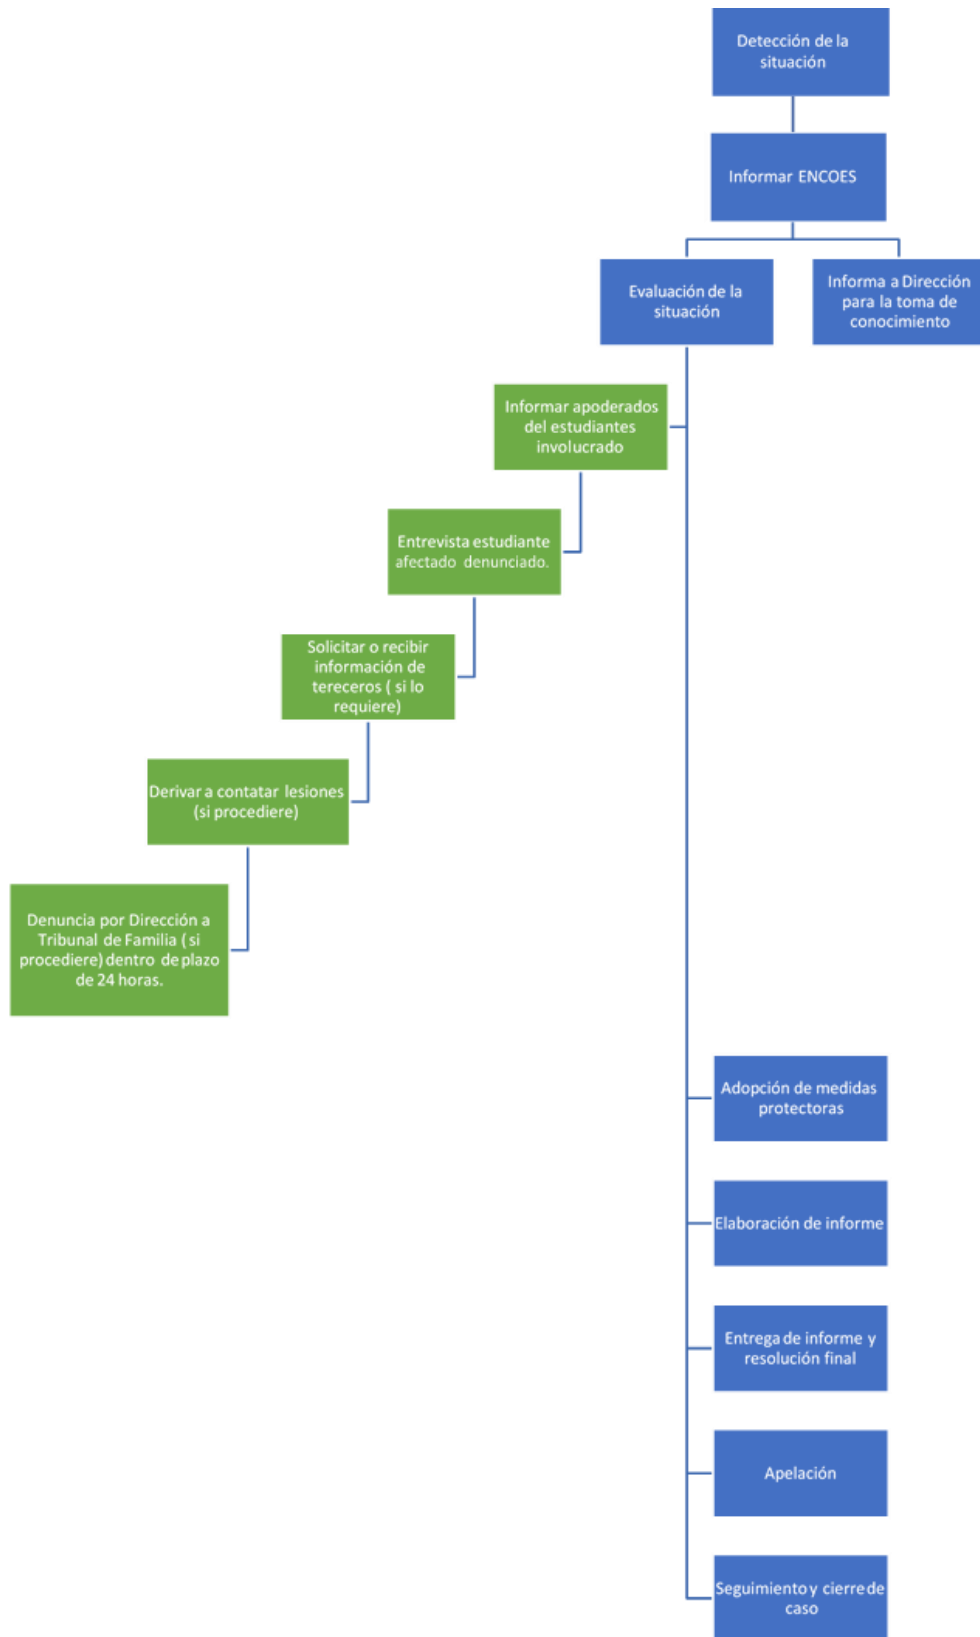 Detección de la
situación
Informar ENCOES
Evaluación de la
situación
Informa a Dirección
para la toma de
conocimiento
Informar apoderados
del estudiantes
involucrado
Entrevista estudiante
afectado denunciado.
Solicitar o recibir
información de
tereceros ( si lo
requiere)
Derivar a contatar lesiones
(si procediere)
Denuncia por Dirección a
Tribunal de Familia ( si
procediere) dentro de plazo
de 24 horas.
Adopción de medidas
protectoras
Elaboración de informe
Entrega de informe y
resolución final
Apelación
Seguimiento y cierre de
caso